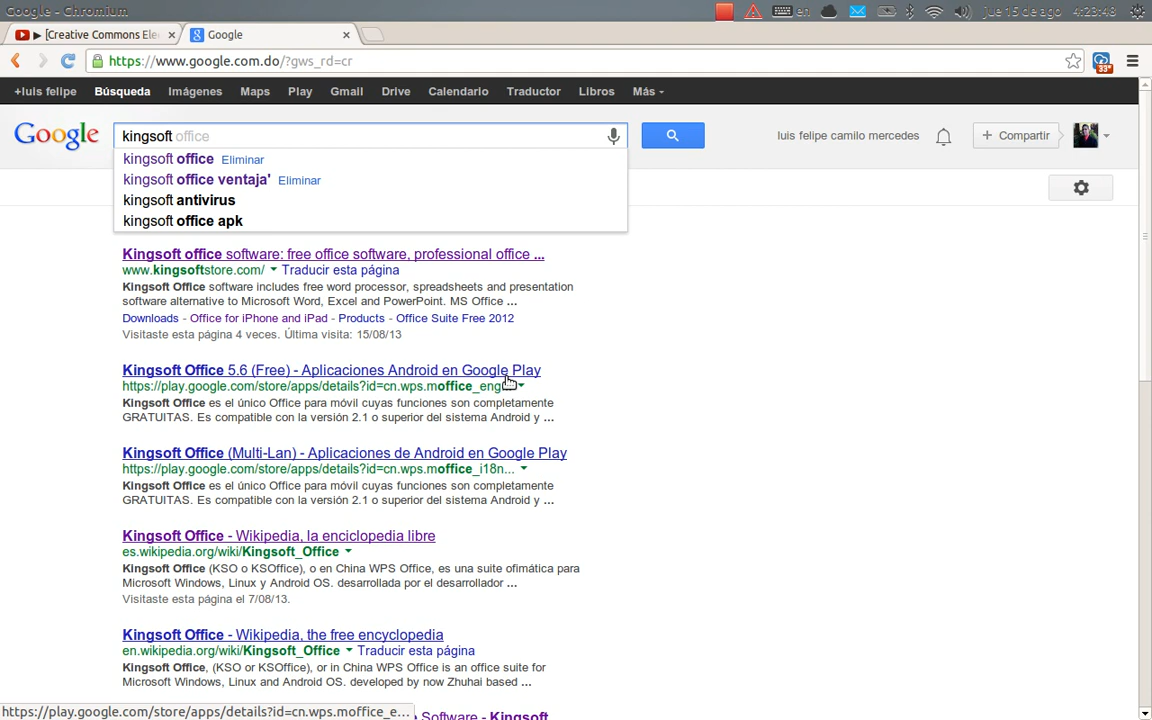 Google - Chromium
en
jue 15 de ago 4:23:48
▶ [Creative Commons Ele
Google
https://www.google.com.do/?gws_rd=cr
33°
+luis felipe Búsqueda Imágenes Maps Play Gmail Drive Calendario Traductor Libros Más
Google
kingsoft office
luis felipe camilo mercedes
+ Compartir
kingsoft office Eliminar
kingsoft office ventaja' Eliminar
kingsoft antivirus
kingsoft office apk
Kingsoft office software: free office software, professional office ...
www.kingsoftstore.com/ Traducir esta página
Kingsoft Office software includes free word processor, spreadsheets and presentation
software alternative to Microsoft Word, Excel and PowerPoint. MS Office ...
Downloads - Office for iPhone and iPad - Products - Office Suite Free 2012
Visitaste esta página 4 veces. Última visita: 15/08/13
Kingsoft Office 5.6 (Free) - Aplicaciones Android en Google Play
https://play.google.com/store/apps/details?id=cn.wps.moffice_eng
Kingsoft Office es el único Office para móvil cuyas funciones son completamente
GRATUITAS. Es compatible con la versión 2.1 o superior del sistema Android y ...
Kingsoft Office (Multi-Lan) - Aplicaciones de Android en Google Play
https://play.google.com/store/apps/details?id=cn.wps.moffice_i18n...
Kingsoft Office es el único Office para móvil cuyas funciones son completamente
GRATUITAS. Es compatible con la versión 2.1 o superior del sistema Android y ...
Kingsoft Office - Wikipedia, la enciclopedia libre
es.wikipedia.org/wiki/Kingsoft_Office
Kingsoft Office (KSO o KSOffice), o en China WPS Office, es una suite ofimática para
Microsoft Windows, Linux y Android OS. desarrollada por el desarrollador ...
Visitaste esta página el 7/08/13.
Kingsoft Office - Wikipedia, the free encyclopedia
en.wikipedia.org/wiki/Kingsoft_Office Traducir esta página
Kingsoft Office, (KSO or KSOffice), or in China WPS Office is an office suite for
Microsoft Windows, Linux and Android OS. developed by now Zhuhai based ...
https://play.google.com/store/apps/details?id=cn.wps.moffice_e...
Software - Kingsoft